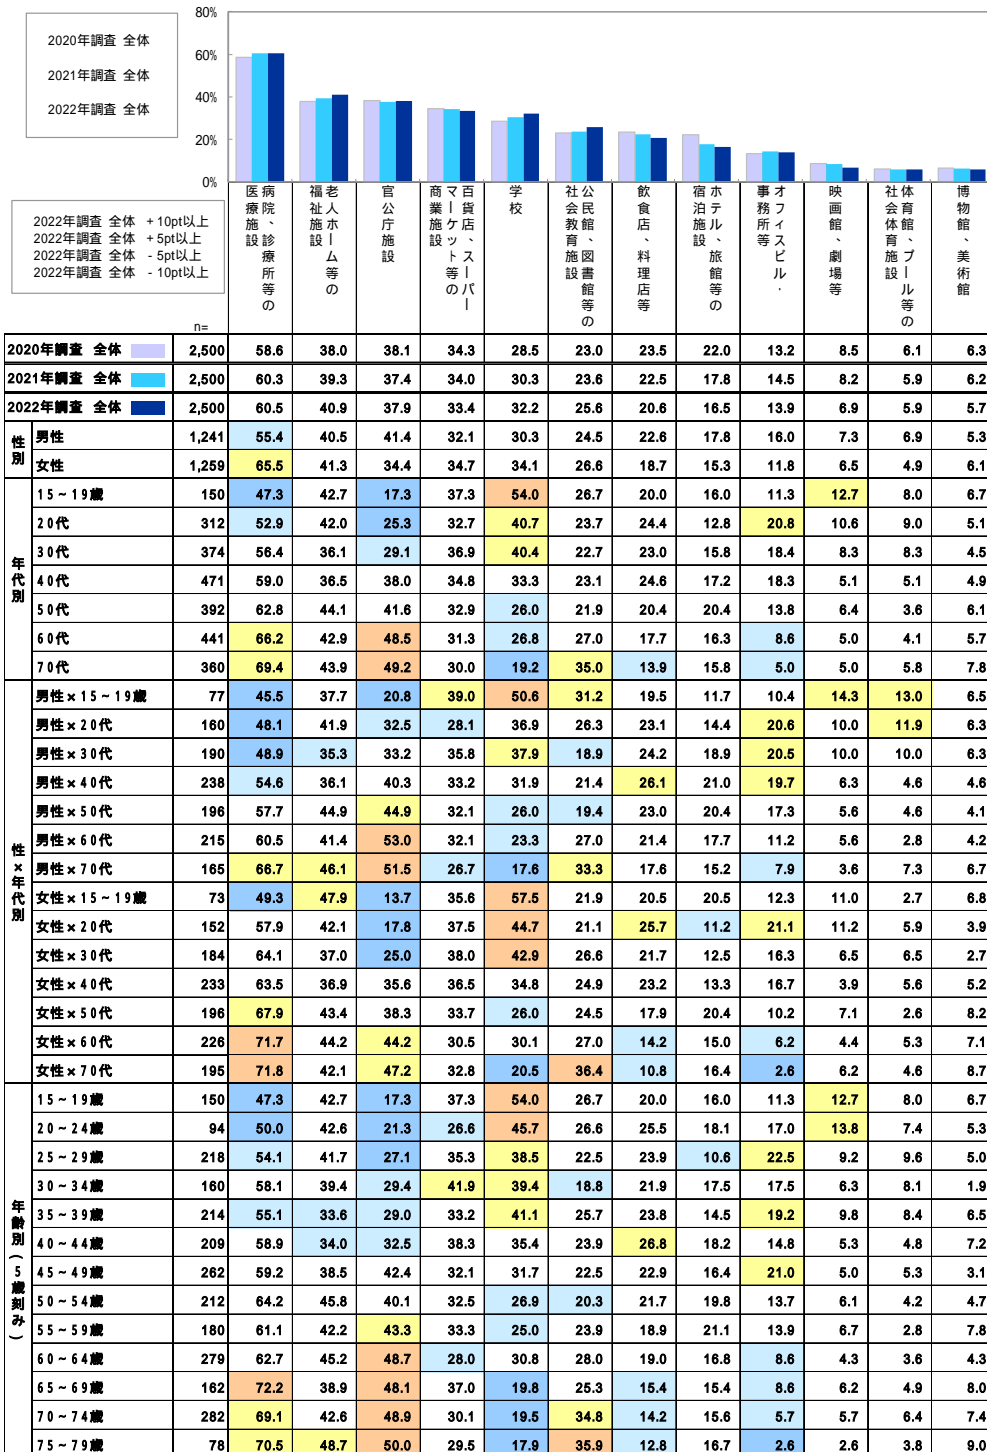 80%
60%
40%
20%
0%
2020年調査 全体
2021年調査 全体
2022年調査 全体
2022年調査 全体 +10pt以上
2022年調査 全体 +5pt以上
2022年調査 全体 -5pt以上
2022年調査 全体 -10pt以上
病院、診療所等の医療施設
老人ホーム等の福祉施設
官公庁施設
百貨店、スーパーマーケット等の商業施設
学校
公民館、図書館等の社会教育施設
飲食店、料理店等
ホテル、旅館等の宿泊施設
オフィスビル・事務所等
映画館、劇場等
体育館、プール等の社会体育施設
博物館、美術館
n=
2020年調査 全体 2,500 58.6 38.0 38.1 34.3 28.5 23.0 23.5 22.0 13.2 8.5 6.1 6.3
2021年調査 全体 2,500 60.3 39.3 37.4 34.0 30.3 23.6 22.5 17.8 14.5 8.2 5.9 6.2
2022年調査 全体 2,500 60.5 40.9 37.9 33.4 32.2 25.6 20.6 16.5 13.9 6.9 5.9 5.7
性別
男性 1,241 55.4 40.5 41.4 32.1 30.3 24.5 22.6 17.8 16.0 7.3 6.9 5.3
女性 1,259 65.5 41.3 34.4 34.7 34.1 26.6 18.7 15.3 11.8 6.5 4.9 6.1
年代別
15~19歳 150 47.3 42.7 17.3 37.3 54.0 26.7 20.0 16.0 11.3 12.7 8.0 6.7
20代 312 52.9 42.0 25.3 32.7 40.7 23.7 24.4 12.8 20.8 10.6 9.0 5.1
30代 374 56.4 36.1 29.1 36.9 40.4 22.7 23.0 15.8 18.4 8.3 8.3 4.5
40代 471 59.0 36.5 38.0 34.8 33.3 23.1 24.6 17.2 18.3 5.1 5.1 4.9
50代 392 62.8 44.1 41.6 32.9 26.0 21.9 20.4 20.4 13.8 6.4 3.6 6.1
60代 441 66.2 42.9 48.5 31.3 26.8 27.0 17.7 16.3 8.6 5.0 4.1 5.7
70代 360 69.4 43.9 49.2 30.0 19.2 35.0 13.9 15.8 5.0 5.0 5.8 7.8
性×年代別
男性×15~19歳 77 45.5 37.7 20.8 39.0 50.6 31.2 19.5 11.7 10.4 14.3 13.0 6.5
男性×20代 160 48.1 41.9 32.5 28.1 36.9 26.3 23.1 14.4 20.6 10.0 11.9 6.3
男性×30代 190 48.9 35.3 33.2 35.8 37.9 18.9 24.2 18.9 20.5 10.0 10.0 6.3
男性×40代 238 54.6 36.1 40.3 33.2 31.9 21.4 26.1 21.0 19.7 6.3 4.6 4.6
男性×50代 196 57.7 44.9 44.9 32.1 26.0 19.4 23.0 20.4 17.3 5.6 4.6 4.1
男性×60代 215 60.5 41.4 53.0 32.1 23.3 27.0 21.4 17.7 11.2 5.6 2.8 4.2
男性×70代 165 66.7 46.1 51.5 26.7 17.6 33.3 17.6 15.2 7.9 3.6 7.3 6.7
女性×15~19歳 73 49.3 47.9 13.7 35.6 57.5 21.9 20.5 20.5 12.3 11.0 2.7 6.8
女性×20代 152 57.9 42.1 17.8 37.5 44.7 21.1 25.7 11.2 21.1 11.2 5.9 3.9
女性×30代 184 64.1 37.0 25.0 38.0 42.9 26.6 21.7 12.5 16.3 6.5 6.5 2.7
女性×40代 233 63.5 36.9 35.6 36.5 34.8 24.9 23.2 13.3 16.7 3.9 5.6 5.2
女性×50代 196 67.9 43.4 38.3 33.7 26.0 24.5 17.9 20.4 10.2 7.1 2.6 8.2
女性×60代 226 71.7 44.2 44.2 30.5 30.1 27.0 14.2 15.0 6.2 4.4 5.3 7.1
女性×70代 195 71.8 42.1 47.2 32.8 20.5 36.4 10.8 16.4 2.6 6.2 4.6 8.7
年齢別(5歳刻み)
15~19歳 150 47.3 42.7 17.3 37.3 54.0 26.7 20.0 16.0 11.3 12.7 8.0 6.7
20~24歳 94 50.0 42.6 21.3 26.6 45.7 26.6 25.5 18.1 17.0 13.8 7.4 5.3
25~29歳 218 54.1 41.7 27.1 35.3 38.5 22.5 23.9 10.6 22.5 9.2 9.6 5.0
30~34歳 160 58.1 39.4 29.4 41.9 39.4 18.8 21.9 17.5 17.5 6.3 8.1 1.9
35~39歳 214 55.1 33.6 29.0 33.2 41.1 25.7 23.8 14.5 19.2 9.8 8.4 6.5
40~44歳 209 58.9 34.0 32.5 38.3 35.4 23.9 26.8 18.2 14.8 5.3 4.8 7.2
45~49歳 262 59.2 38.5 42.4 32.1 31.7 22.5 22.9 16.4 21.0 5.0 5.3 3.1
50~54歳 212 64.2 45.8 40.1 32.5 26.9 20.3 21.7 19.8 13.7 6.1 4.2 4.7
55~59歳 180 61.1 42.2 43.3 33.3 25.0 23.9 18.9 21.1 13.9 6.7 2.8 7.8
60~64歳 279 62.7 45.2 48.7 28.0 30.8 28.0 19.0 16.8 8.6 4.3 3.6 4.3
65~69歳 162 72.2 38.9 48.1 37.0 19.8 25.3 15.4 15.4 8.6 6.2 4.9 8.0
70~74歳 282 69.1 42.6 48.9 30.1 19.5 34.8 14.2 15.6 5.7 5.7 6.4 7.4
75~79歳 78 70.5 48.7 50.0 29.5 17.9 35.9 12.8 16.7 2.6 2.6 3.8 9.0